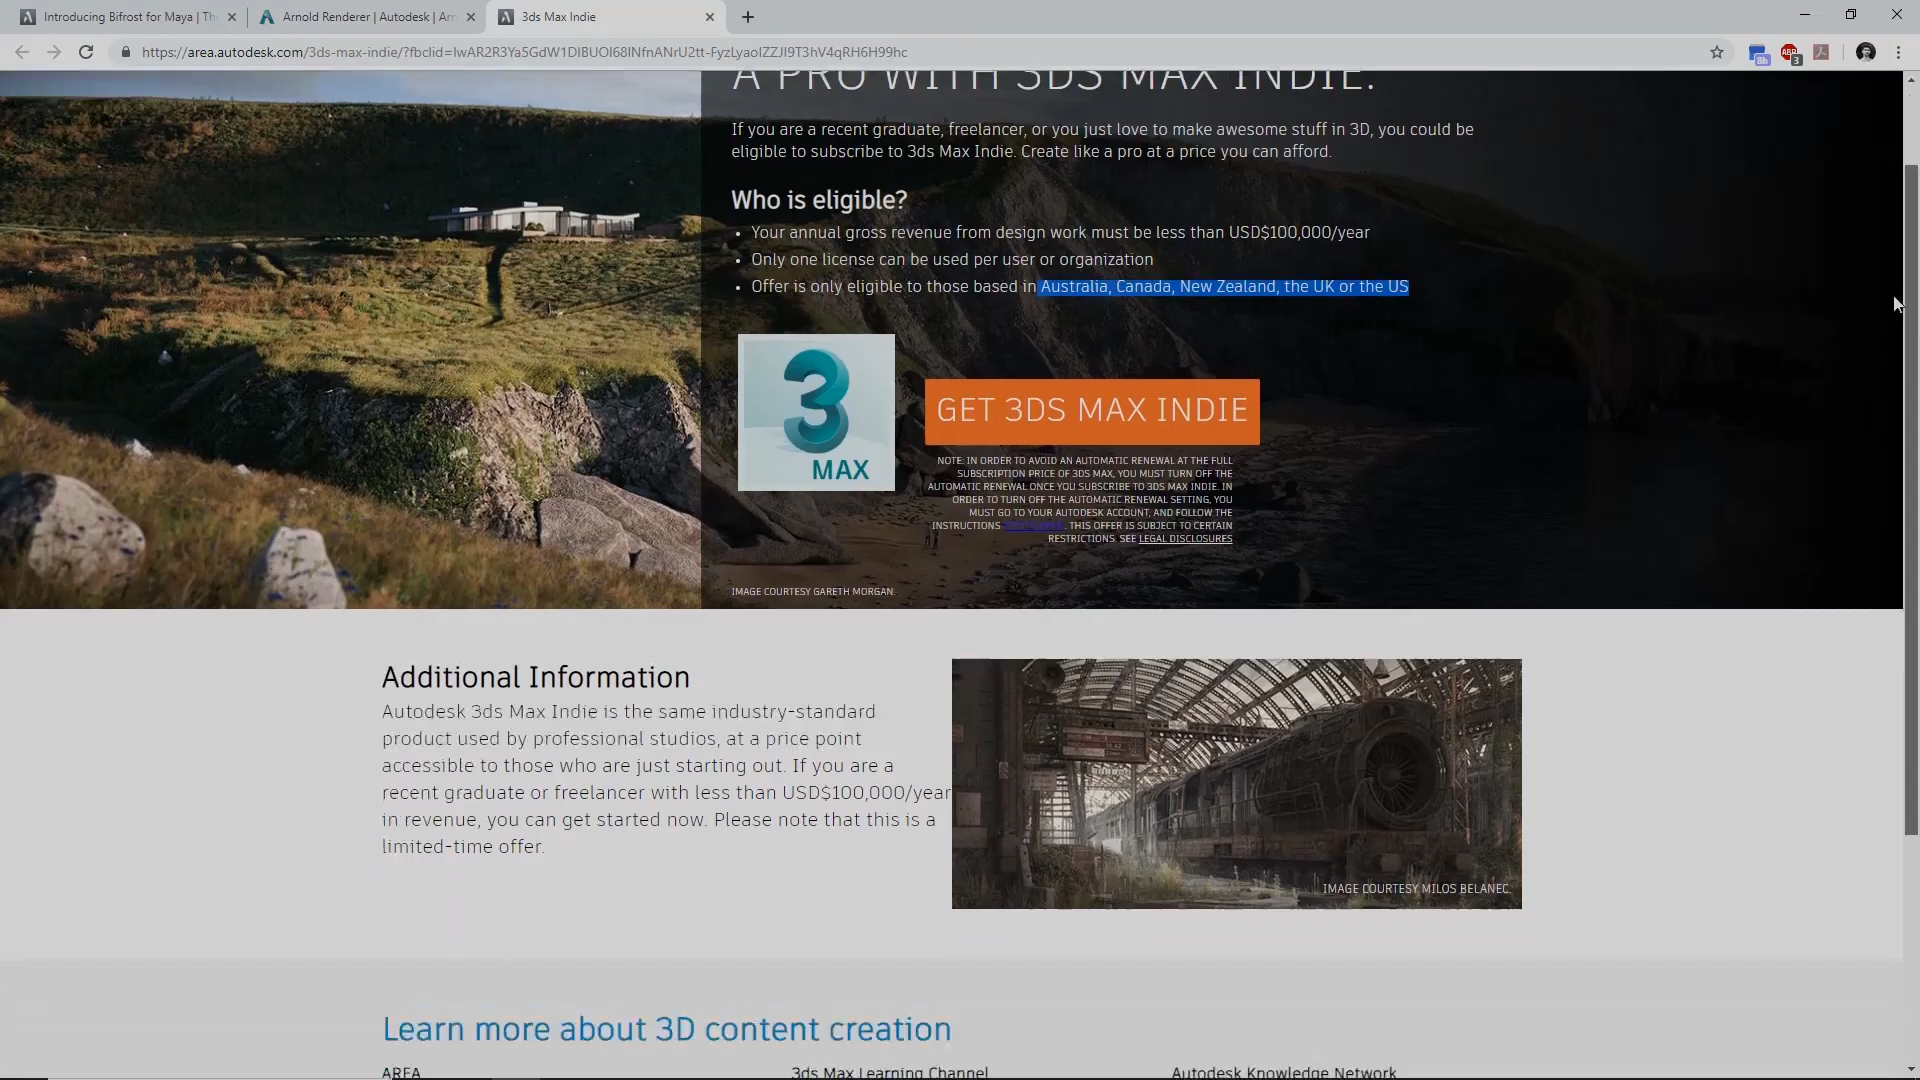 Introducing Bifrost for Maya | Th
Arnold Renderer | Autodesk | Arn
3ds Max Indie
8h
ABP
3
A PRO WITH 3DS MAX INDIE.
If you are a recent graduate, freelancer, or you just love to make awesome stuff in 3D, you could be
eligible to subscribe to 3ds Max Indie. Create like a pro at a price you can afford.
Who is eligible?
• Your annual gross revenue from design work must be less than USD$100,000/year
• Only one license can be used per user or organization
• Offer is only eligible to those based in Australia, Canada, New Zealand, the UK or the US
3
MAX
GET 3DS MAX INDIE
NOTE: IN ORDER TO AVOID AN AUTOMATIC RENEWAL AT THE FULL
SUBSCRIPTION PRICE OF 3DS MAX, YOU MUST TURN OFF THE
AUTOMATIC RENEWAL ONCE YOU SUBSCRIBE TO 3DS MAX INDIE. IN
ORDER TO TURN OFF THE AUTOMATIC RENEWAL SETTING, YOU
MUST GO TO YOUR AUTODESK ACCOUNT, AND FOLLOW THE
INSTRUCTIONS . THIS OFFER IS SUBJECT TO CERTAIN
RESTRICTIONS. SEE LEGAL DISCLOSURES
IMAGE COURTESY GARETH MORGAN.
Additional Information
Autodesk 3ds Max Indie is the same industry-standard
product used by professional studios, at a price point
accessible to those who are just starting out. If you are a
recent graduate or freelancer with less than USD$100,000/year
in revenue, you can get started now. Please note that this is a
limited-time offer.
IMAGE COURTESY MILOS BELANEC.
Learn more about 3D content creation
AREA
3ds Max Learning Channel
Autodesk Knowledge Network